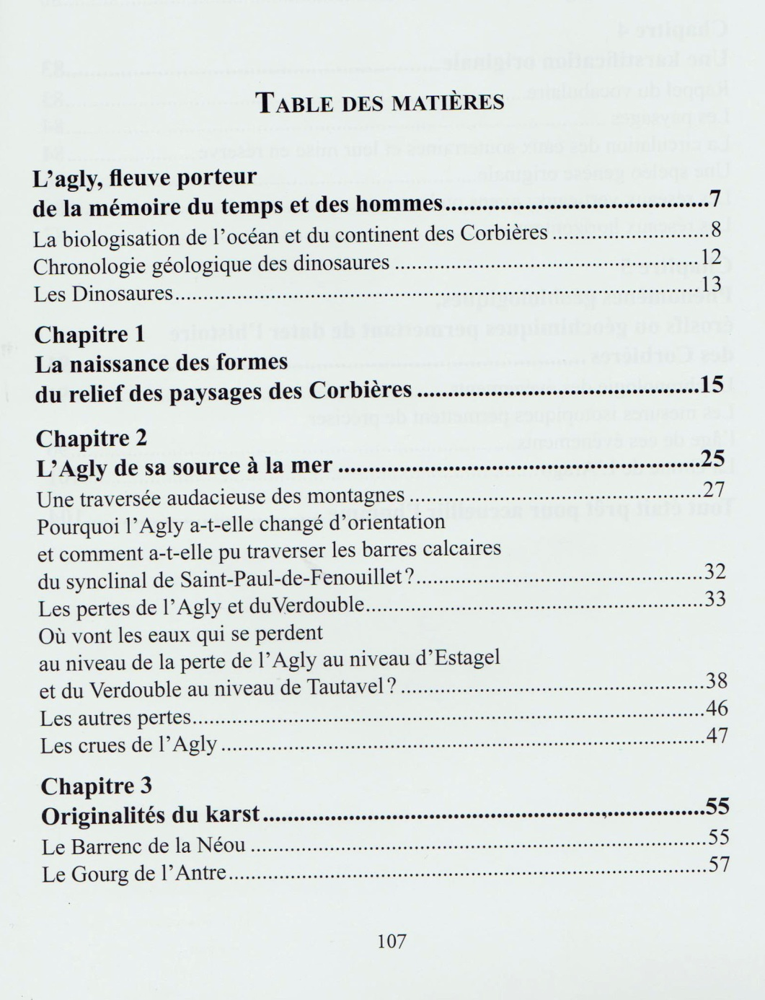 TABLE DES MATIÈRES
L'agly, fleuve porteur
de la mémoire du temps et des hommes..........................................7
La biologisation de l'océan et du continent des Corbières ........................8
Chronologie géologique des dinosaures ..............................................12
Les Dinosaures................................................................................13
Chapitre 1
La naissance des formes
du relief des paysages des Corbières .............................................15
Chapitre 2
L'Agly de sa source à la mer ..........................................................25
Une traversée audacieuse des montagnes ............................................27
Pourquoi l'Agly a-t-elle changé d'orientation
et comment a-t-elle pu traverser les barres calcaires
du synclinal de Saint-Paul-de-Fenouillet ?...........................................32
Les pertes de l'Agly et duVerdouble..................................................33
Où vont les eaux qui se perdent
au niveau de la perte de l'Agly au niveau d'Estagel
et du Verdouble au niveau de Tautavel ? .............................................38
Les autres pertes............................................................................46
Les crues de l'Agly ........................................................................47
Chapitre 3
Originalités du karst......................................................................55
Le Barrenc de la Néou ....................................................................55
Le Gourg de l'Antre.......................................................................57
107